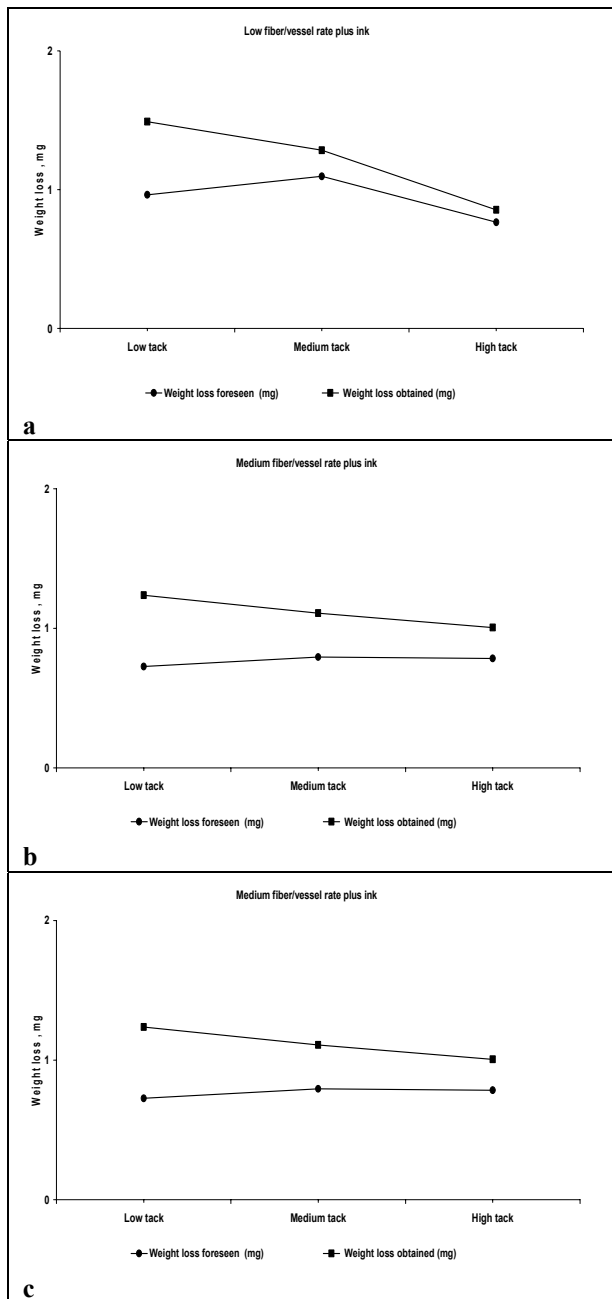 Low fiber/vessel rate plus ink
2
1
0
Weight loss , mg
Low tack Medium tack High tack
Weight loss foreseen (mg) Weight loss obtained (mg)
a
Medium fiber/vessel rate plus ink
2
1
0
Weight loss , mg
Low tack Medium tack High tack
Weight loss foreseen (mg) Weight loss obtained (mg)
b
Medium fiber/vessel rate plus ink
2
1
0
Weight loss , mg
Low tack Medium tack High tack
Weight loss foreseen (mg) Weight loss obtained (mg)
c